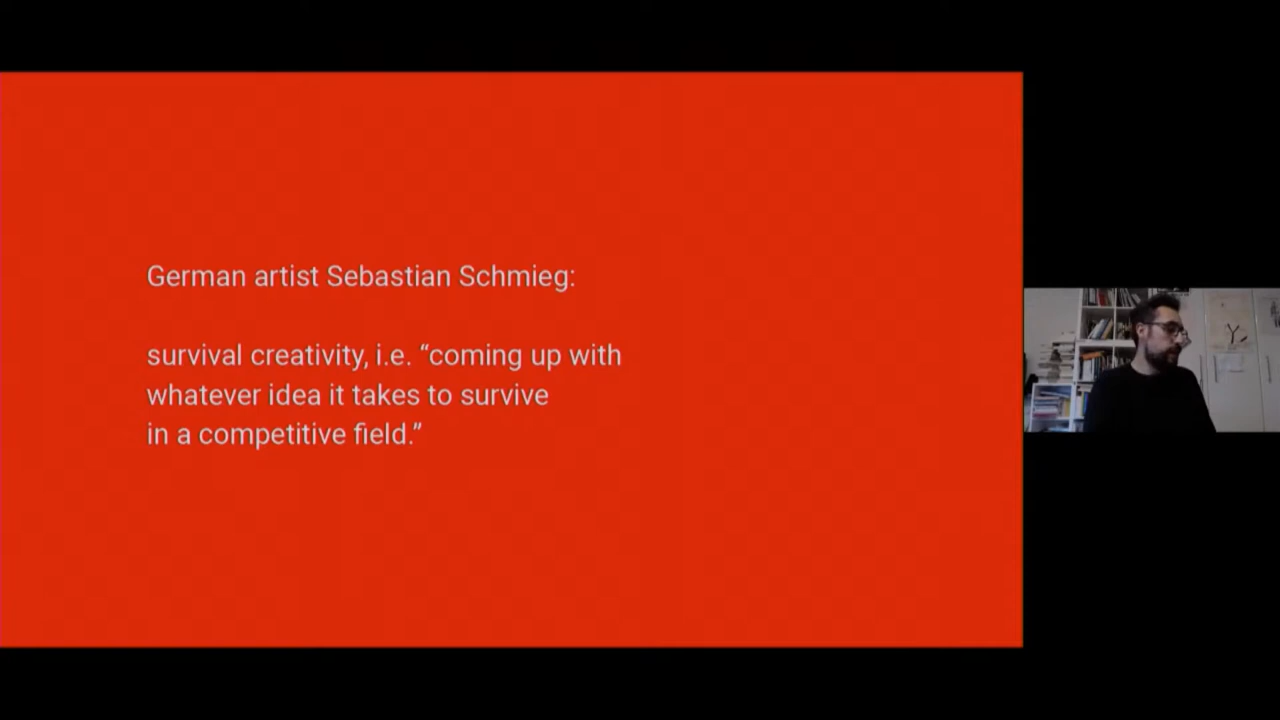 German artist Sebastian Schmieg:
survival creativity, i.e. “coming up with
whatever idea it takes to survive
in a competitive field.”